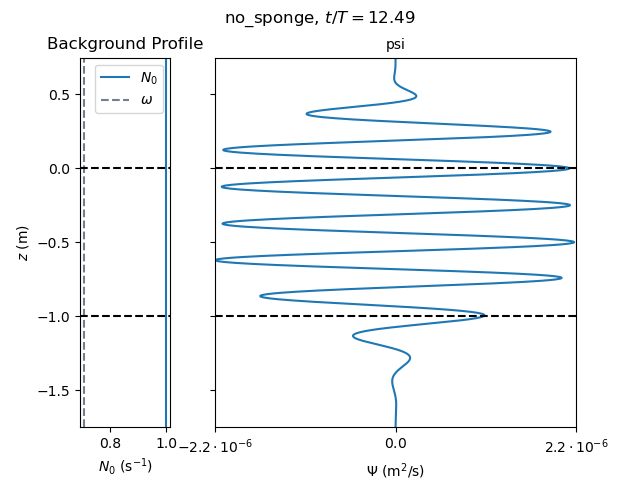 no_sponge, t/T = 12.49
Background Profile
psi
N₀
ω
0.5
0.0
−0.5
−1.0
−1.5
z (m)
0.8
1.0
N₀ (s⁻¹)
−2.2 · 10⁻⁶
0.0
2.2 · 10⁻⁶
Ψ (m²/s)